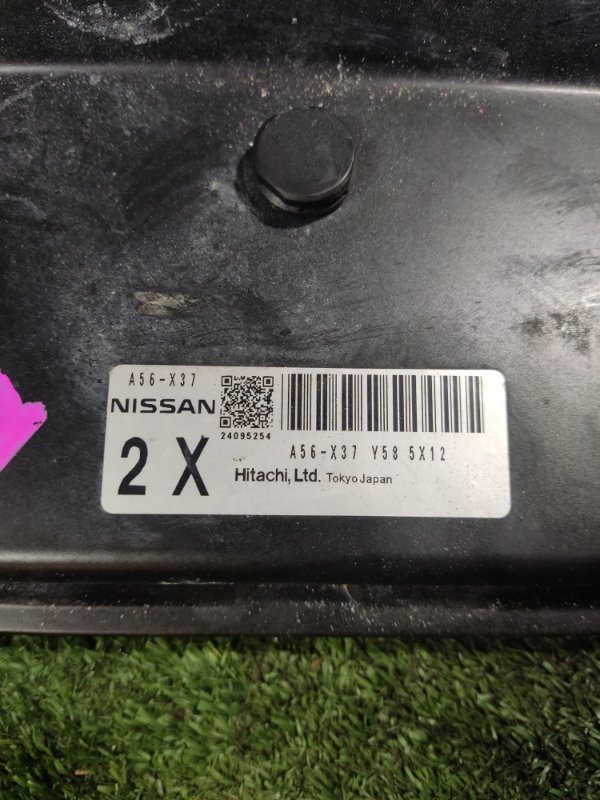 A56-X37
NISSAN
24095254
A56-X37 Y58 5X12
2 X
Hitachi, Ltd. Tokyo Japan